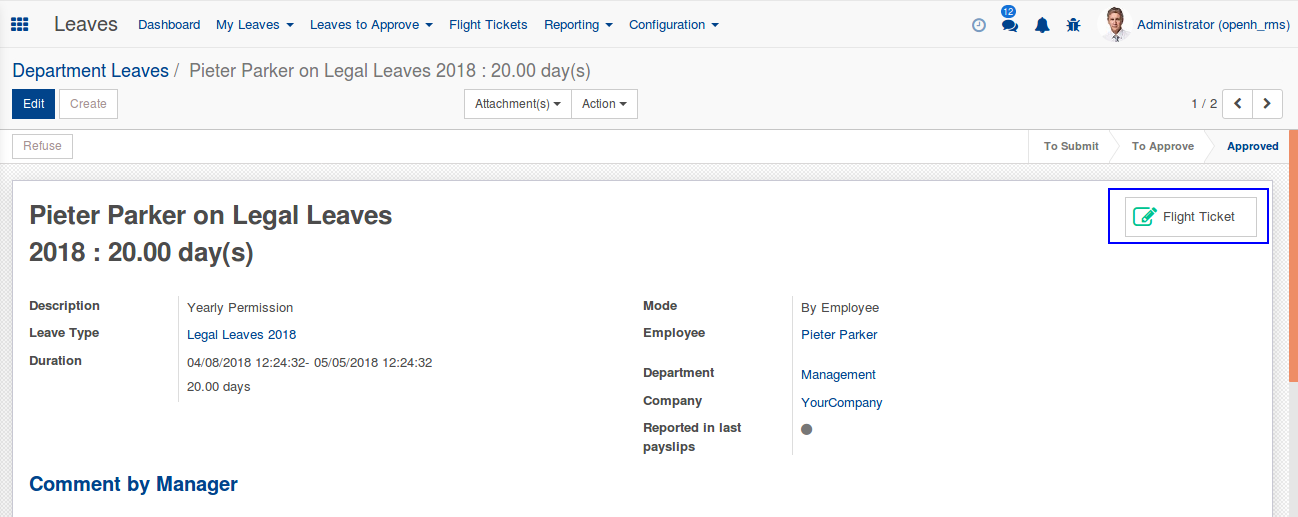 Leaves Dashboard My Leaves Leaves to Approve Flight Tickets Reporting Configuration 12 Administrator (openh_rms)
Department Leaves / Pieter Parker on Legal Leaves 2018 : 20.00 day(s)
Edit Create Attachment(s) Action 1 / 2
Refuse To Submit To Approve Approved
Pieter Parker on Legal Leaves
2018 : 20.00 day(s)
Flight Ticket
Description Yearly Permission
Leave Type Legal Leaves 2018
Duration 04/08/2018 12:24:32- 05/05/2018 12:24:32
20.00 days
Mode By Employee
Employee Pieter Parker
Department Management
Company YourCompany
Reported in last
payslips
Comment by Manager